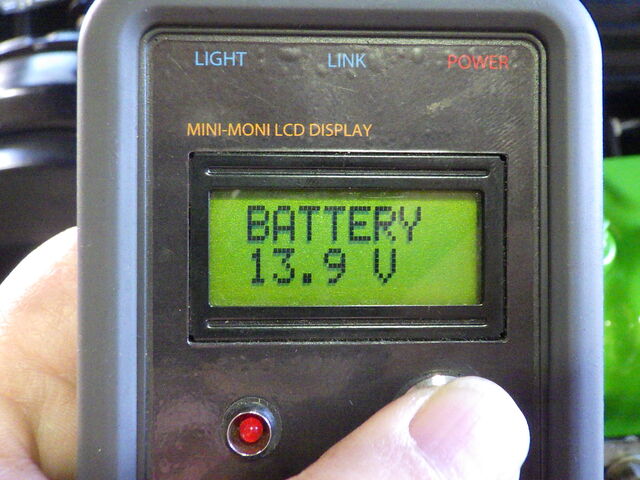 LIGHT LINK POWER
MINI-MONI LCD DISPLAY
BATTERY
13.9 V